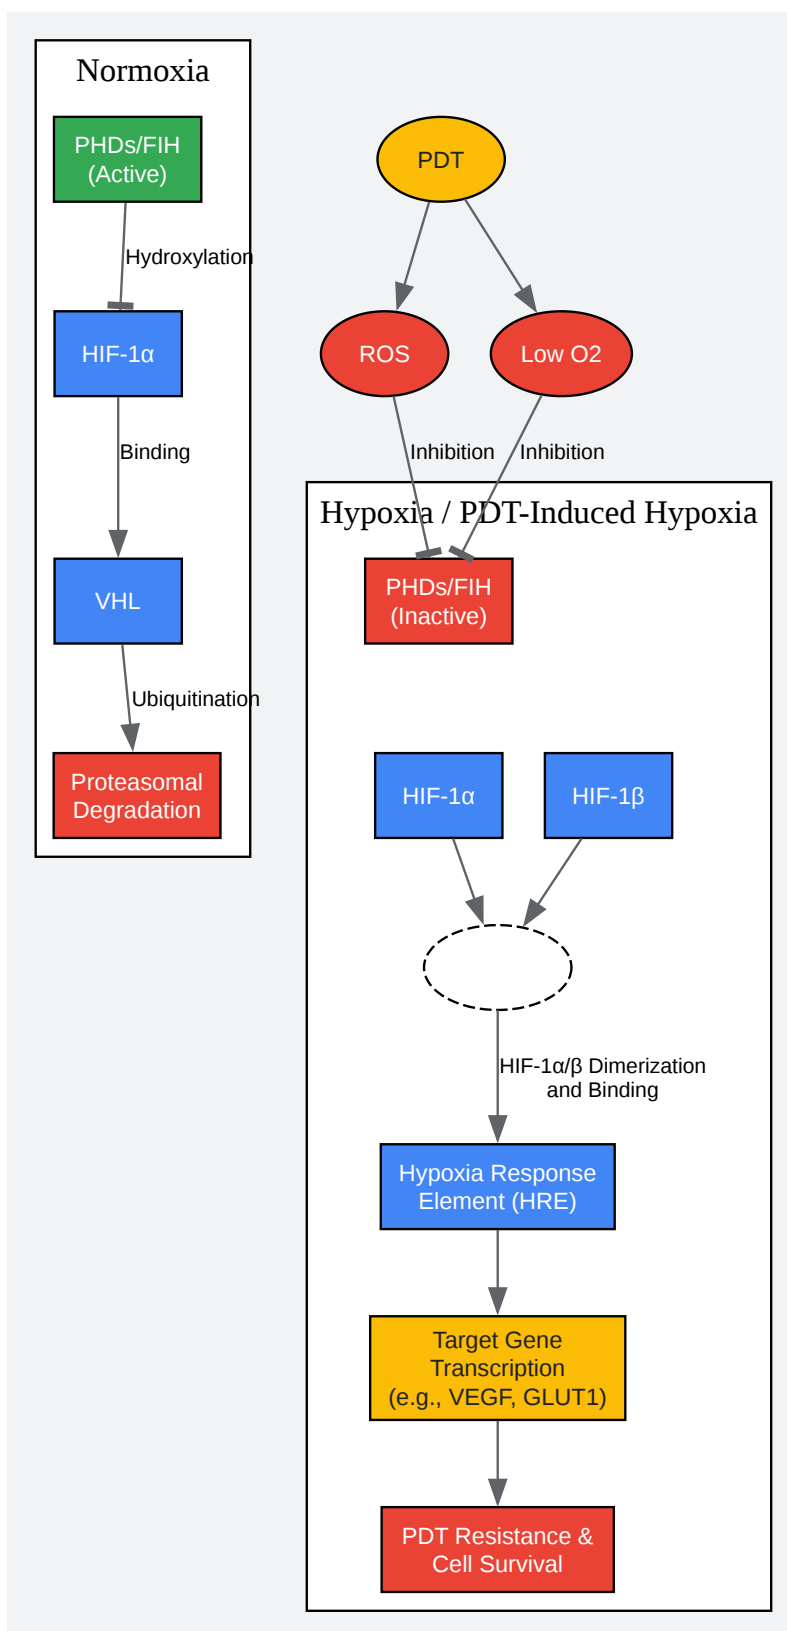 Normoxia
PHDs/FIH
(Active)
Hydroxylation
HIF-1α
Binding
VHL
Ubiquitination
Proteasomal
Degradation
PDT
ROS
Low O2
Inhibition
Inhibition
Hypoxia / PDT-Induced Hypoxia
PHDs/FIH
(Inactive)
HIF-1α
HIF-1β
HIF-1α/β Dimerization
and Binding
Hypoxia Response
Element (HRE)
Target Gene
Transcription
(e.g., VEGF, GLUT1)
PDT Resistance &
Cell Survival